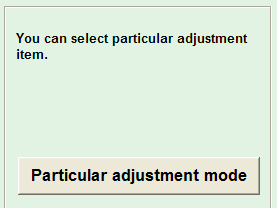 You can select particular adjustment
item.
Particular adjustment mode